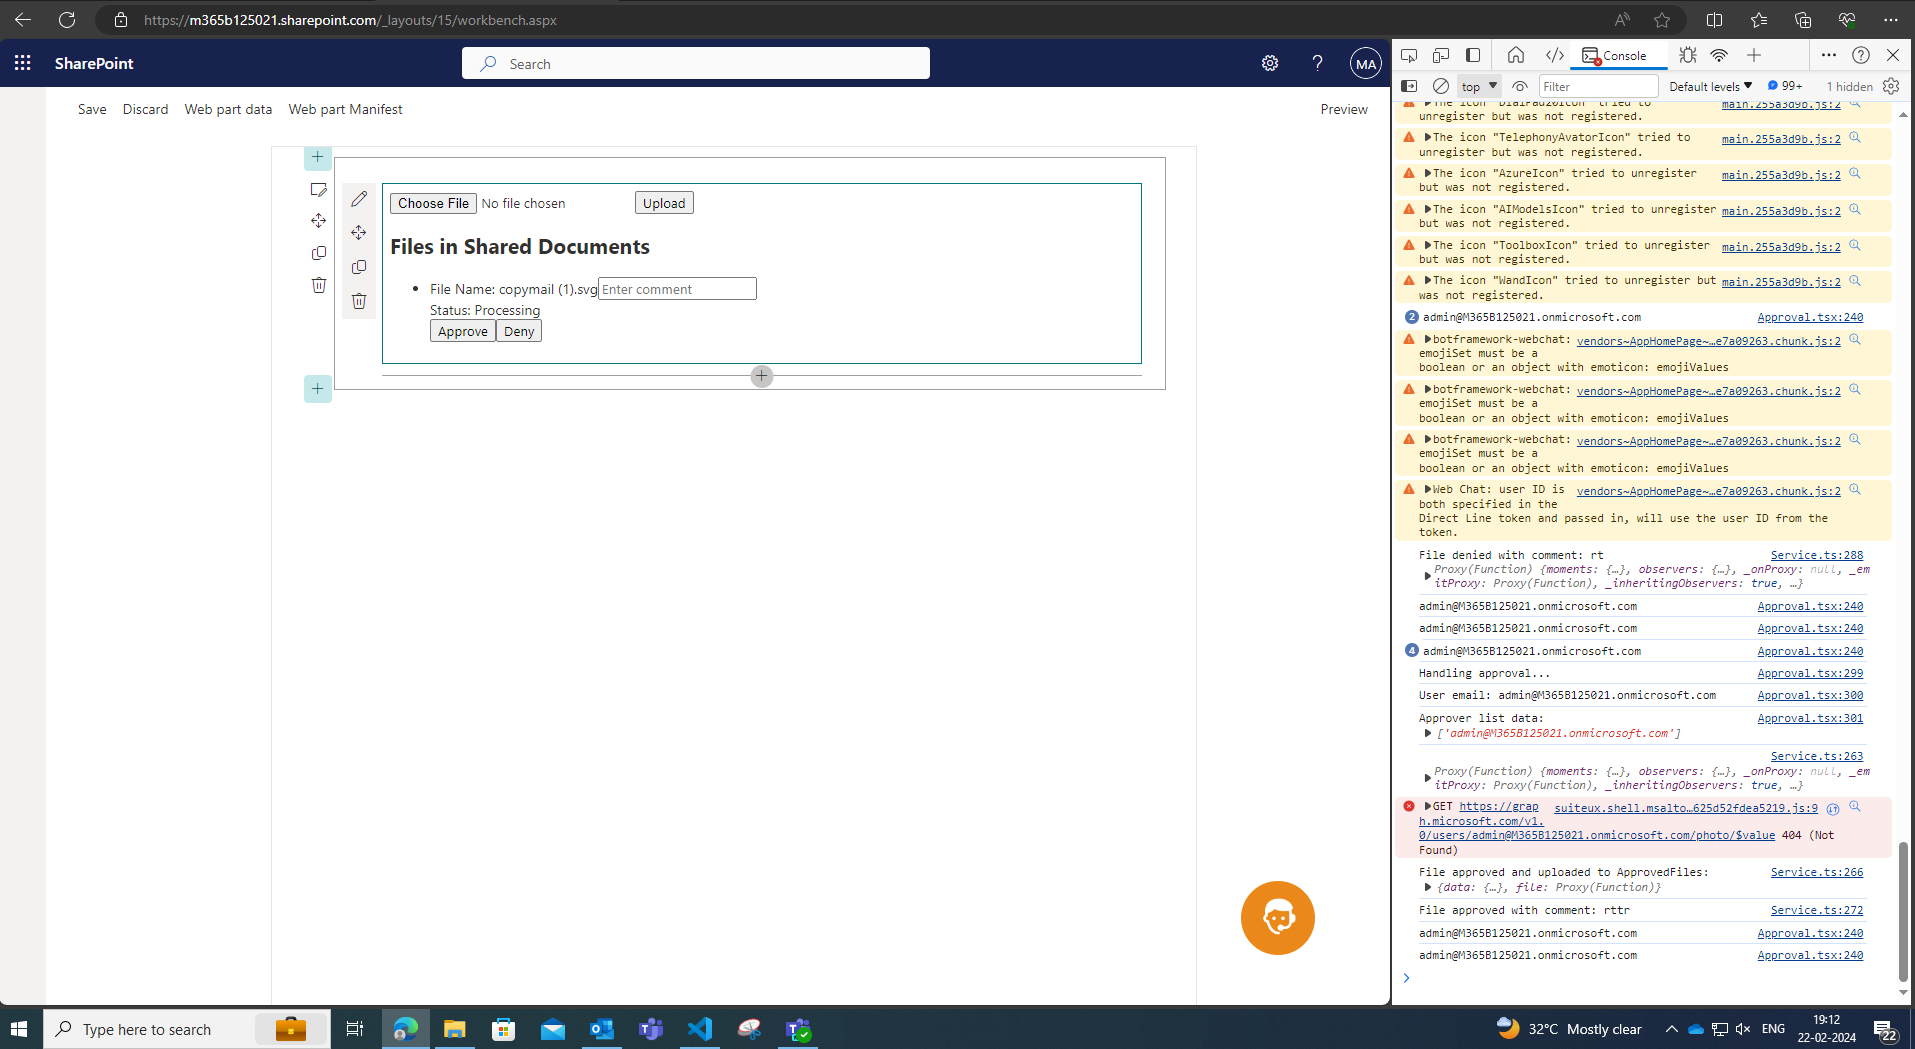 https://m365b125021.sharepoint.com/_layouts/15/workbench.aspx
SharePoint
Search
MA
Save Discard Web part data Web part Manifest
Preview
Choose File No file chosen Upload
Files in Shared Documents
File Name: copymail (1).svg Enter comment
Status: Processing
Approve Deny
Console
top Filter Default levels 99+ 1 hidden
The icon "DialPad20Icon" tried to main.255a3d9b.js:2
unregister but was not registered.
The icon "TelephonyAvatorIcon" tried to main.255a3d9b.js:2
unregister but was not registered.
The icon "AzureIcon" tried to unregister main.255a3d9b.js:2
but was not registered.
The icon "AIModelsIcon" tried to unregister main.255a3d9b.js:2
but was not registered.
The icon "ToolboxIcon" tried to unregister main.255a3d9b.js:2
but was not registered.
The icon "WandIcon" tried to unregister but main.255a3d9b.js:2
was not registered.
2 admin@M365B125021.onmicrosoft.com Approval.tsx:240
botframework-webchat: vendors~AppHomePage~…e7a09263.chunk.js:2
emojiSet must be a
boolean or an object with emoticon: emojiValues
botframework-webchat: vendors~AppHomePage~…e7a09263.chunk.js:2
emojiSet must be a
boolean or an object with emoticon: emojiValues
botframework-webchat: vendors~AppHomePage~…e7a09263.chunk.js:2
emojiSet must be a
boolean or an object with emoticon: emojiValues
Web Chat: user ID is vendors~AppHomePage~…e7a09263.chunk.js:2
both specified in the
Direct Line token and passed in, will use the user ID from the
token.
File denied with comment: rt Service.ts:288
Proxy(Function) {moments: {…}, observers: {…}, _onProxy: null, _em
itProxy: Proxy(Function), _inheritingObservers: true, …}
admin@M365B125021.onmicrosoft.com Approval.tsx:240
admin@M365B125021.onmicrosoft.com Approval.tsx:240
4 admin@M365B125021.onmicrosoft.com Approval.tsx:240
Handling approval... Approval.tsx:299
User email: admin@M365B125021.onmicrosoft.com Approval.tsx:300
Approver list data: Approval.tsx:301
['admin@M365B125021.onmicrosoft.com']
Service.ts:263
Proxy(Function) {moments: {…}, observers: {…}, _onProxy: null, _em
itProxy: Proxy(Function), _inheritingObservers: true, …}
GET https://grap suiteux.shell.msalto…625d52fdea5219.js:9
h.microsoft.com/v1.
0/users/admin@M365B125021.onmicrosoft.com/photo/$value 404 (Not
Found)
File approved and uploaded to ApprovedFiles: Service.ts:266
{data: {…}, file: Proxy(Function)}
File approved with comment: rttr Service.ts:272
admin@M365B125021.onmicrosoft.com Approval.tsx:240
admin@M365B125021.onmicrosoft.com Approval.tsx:240
Type here to search
32°C Mostly clear
ENG
19:12
22-02-2024
22